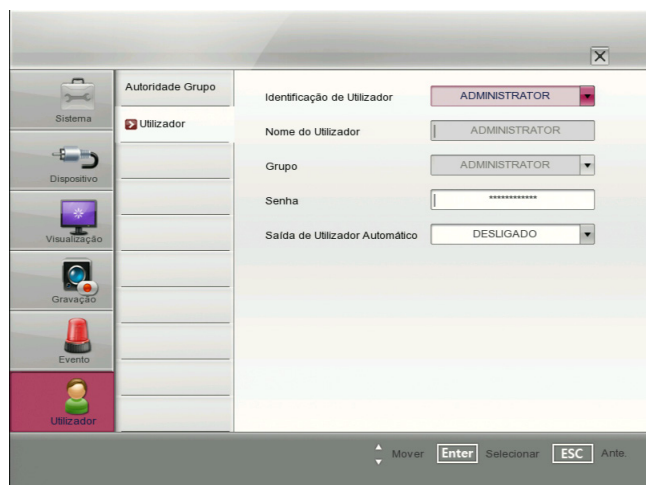 Sistema
Dispositivo
Visualização
Gravação
Evento
Utilizador
Autoridade Grupo
Utilizador
Identificação de Utilizador ADMINISTRATOR
Nome do Utilizador ADMINISTRATOR
Grupo ADMINISTRATOR
Senha ************
Saída de Utilizador Automático DESLIGADO
Mover Enter Selecionar ESC Ante.